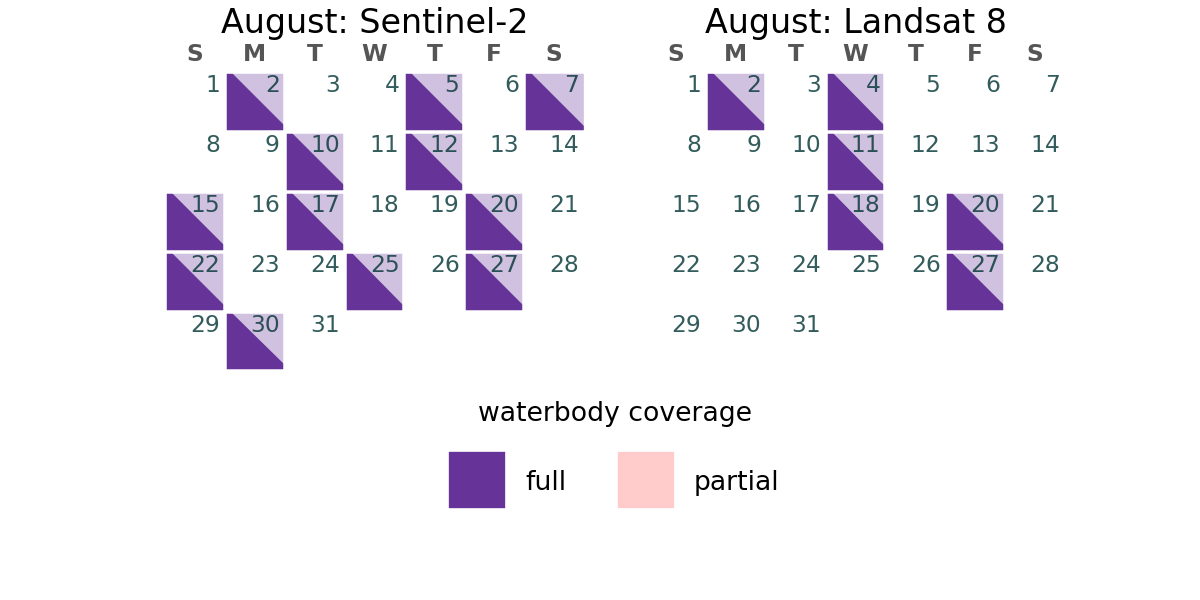 August: Sentinel-2
S M T W T F S
1 2 3 4 5 6 7
8 9 10 11 12 13 14
15 16 17 18 19 20 21
22 23 24 25 26 27 28
29 30 31
August: Landsat 8
S M T W T F S
1 2 3 4 5 6 7
8 9 10 11 12 13 14
15 16 17 18 19 20 21
22 23 24 25 26 27 28
29 30 31
waterbody coverage
full partial